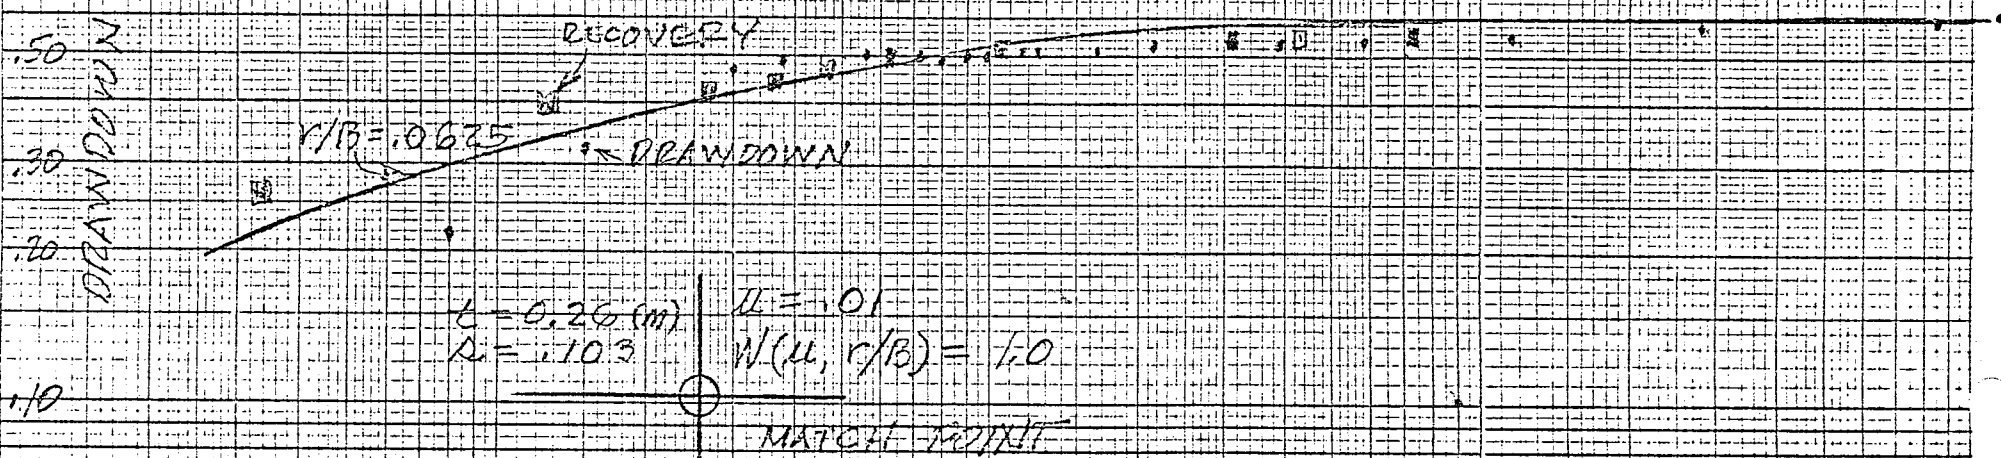 RECOVERY
.50
DRAWDOWN
r/B = .0625
.30
DRAWDOWN
.20
t = 0.26 (m)
u = .01
s = .103
W(u, r/B) = 1.0
.10
MATCH POINT